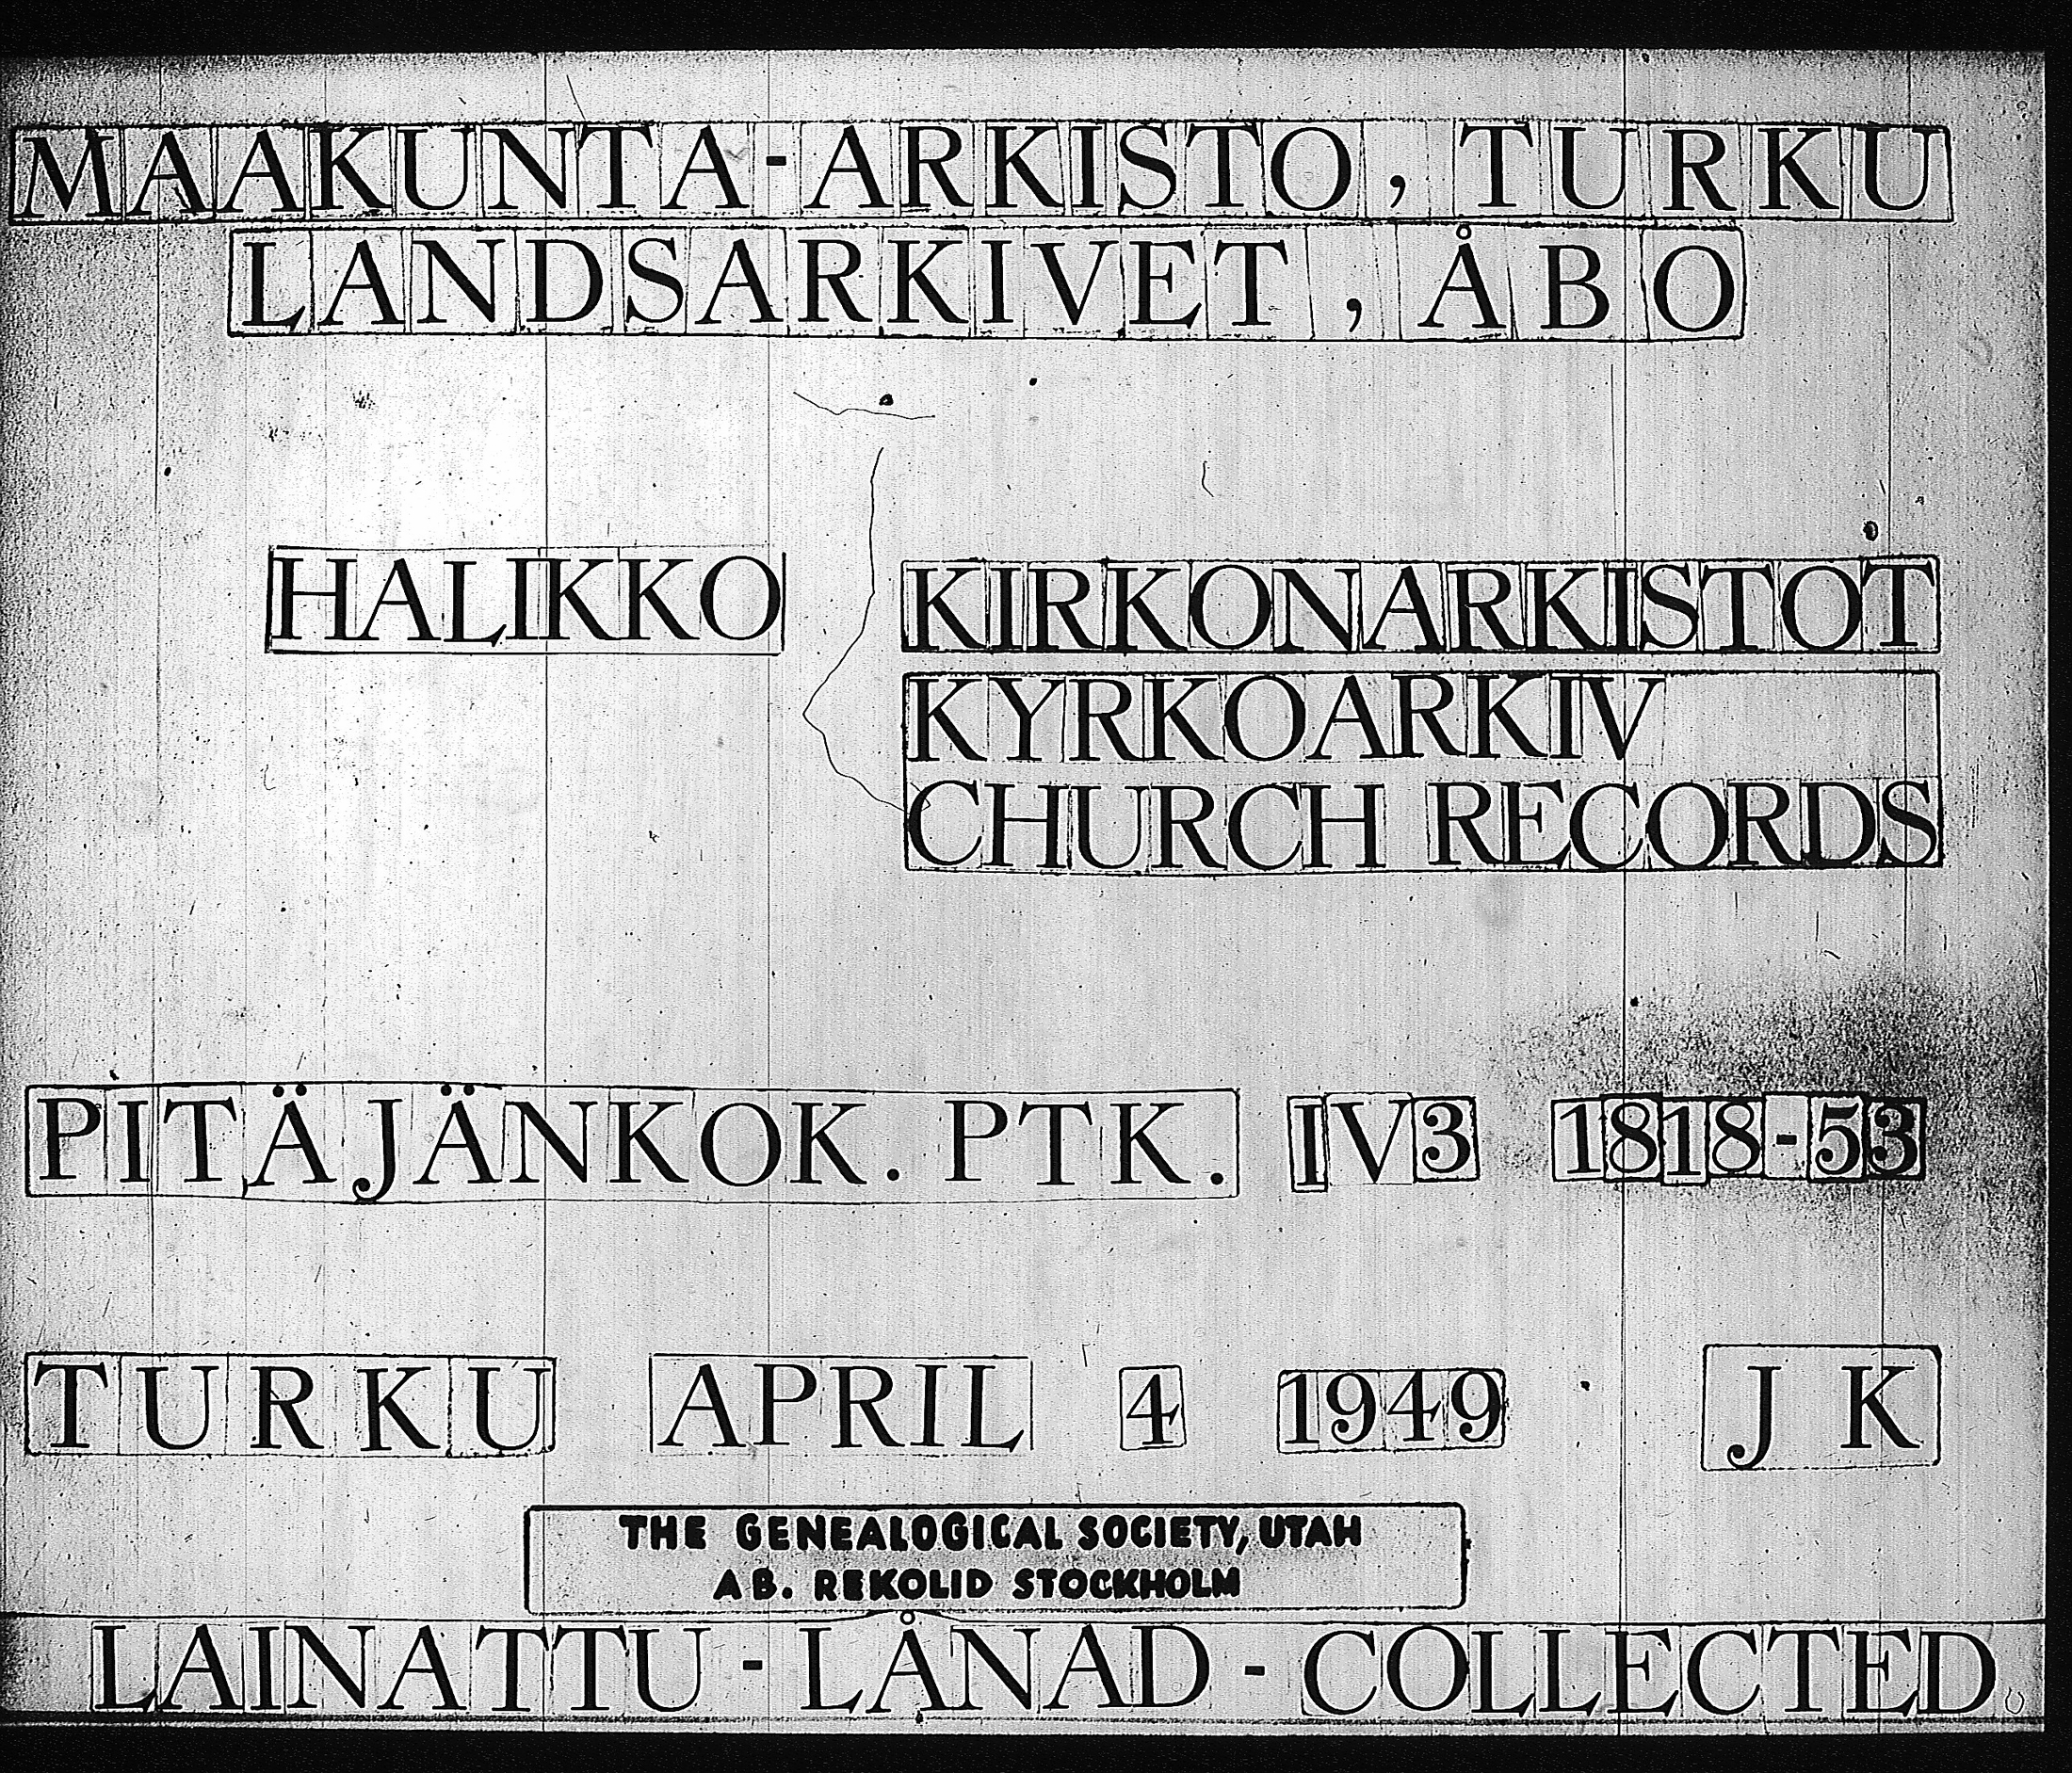 MAAKUNTA-ARKISTO, TURKU
LANDSARKIVET, ÅBO
HALIKKO
KIRKONARKISTOT
KYRKOARKIV
CHURCH RECORDS
PITÄJÄNKOK. PTK. IV3 1818-53
TURKU APRIL 4 1949 J K
THE GENEALOGICAL SOCIETY, UTAH
AB. REKOLID STOCKHOLM
LAINATTU - LÅNAD - COLLECTED